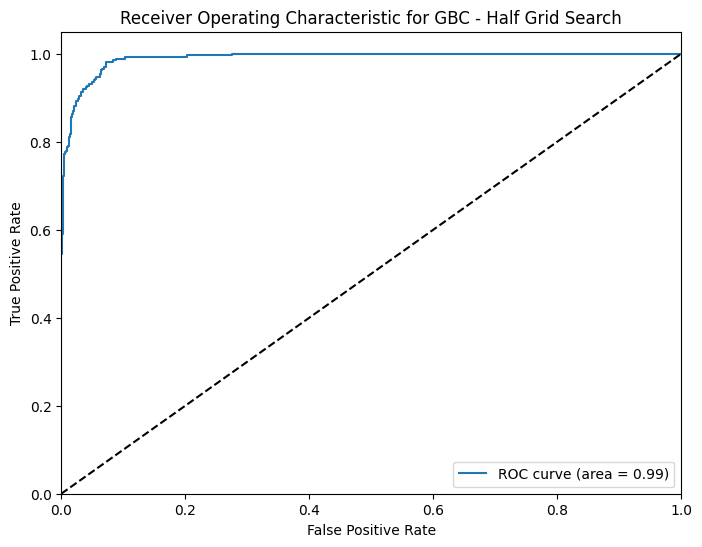 Receiver Operating Characteristic for GBC - Half Grid Search
1.0
0.8
0.6
0.4
0.2
0.0
True Positive Rate
ROC curve (area = 0.99)
0.0 0.2 0.4 0.6 0.8 1.0
False Positive Rate